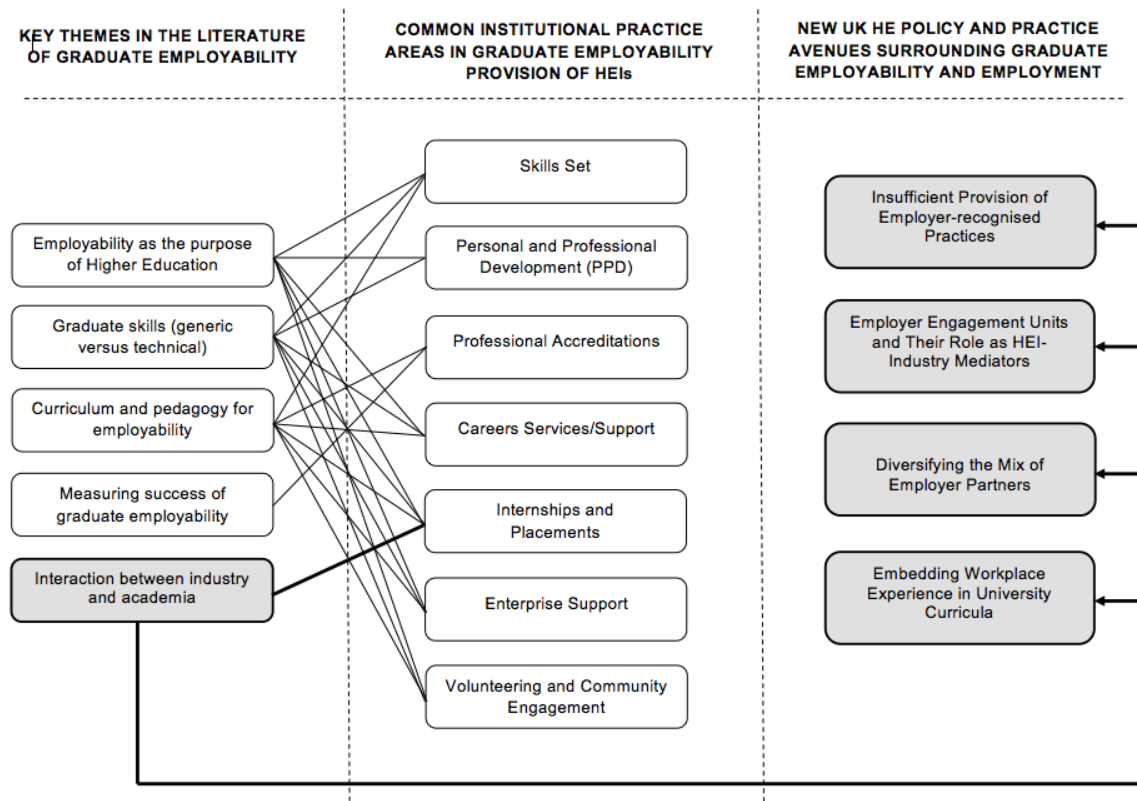 KEY THEMES IN THE LITERATURE
OF GRADUATE EMPLOYABILITY
COMMON INSTITUTIONAL PRACTICE
AREAS IN GRADUATE EMPLOYABILITY
PROVISION OF HEIs
NEW UK HE POLICY AND PRACTICE
AVENUES SURROUNDING GRADUATE
EMPLOYABILITY AND EMPLOYMENT
Employability as the purpose
of Higher Education
Graduate skills (generic
versus technical)
Curriculum and pedagogy for
employability
Measuring success of
graduate employability
Interaction between industry
and academia
Skills Set
Personal and Professional
Development (PPD)
Professional Accreditations
Careers Services/Support
Internships and
Placements
Enterprise Support
Volunteering and Community
Engagement
Insufficient Provision of
Employer-recognised
Practices
Employer Engagement Units
and Their Role as HEI-
Industry Mediators
Diversifying the Mix of
Employer Partners
Embedding Workplace
Experience in University
Curricula